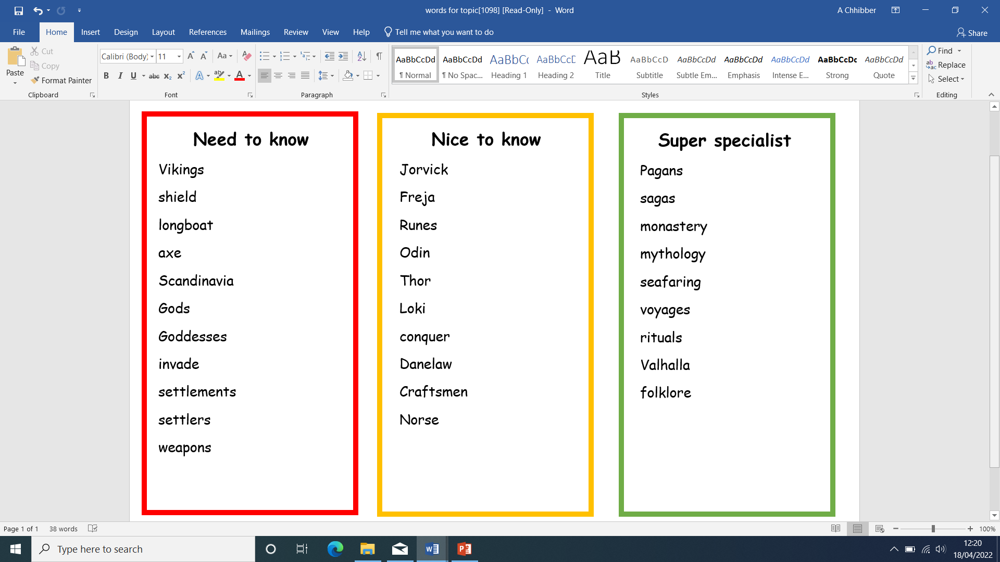 words for topic[1098] [Read-Only] - Word
A Chhibber
File Home Insert Design Layout References Mailings Review View Help Tell me what you want to do
Share
Paste
Cut
Copy
Format Painter
Clipboard
Calibri (Body) 11
Font
Paragraph
AaBbCcDd AaBbCcDd AaBbCc AaBbCcD AaB AaBbCcD AaBbCcDd AaBbCcDd AaBbCcDd AaBbCcDc AaBbCcDd
¶ Normal ¶ No Spac... Heading 1 Heading 2 Title Subtitle Subtle Em... Emphasis Intense E... Strong Quote
Styles
Find
Replace
Select
Editing
Need to know
Vikings
shield
longboat
axe
Scandinavia
Gods
Goddesses
invade
settlements
settlers
weapons
Nice to know
Jorvick
Freja
Runes
Odin
Thor
Loki
conquer
Danelaw
Craftsmen
Norse
Super specialist
Pagans
sagas
monastery
mythology
seafaring
voyages
rituals
Valhalla
folklore
Page 1 of 1 38 words
100%
Type here to search
12:20
18/04/2022